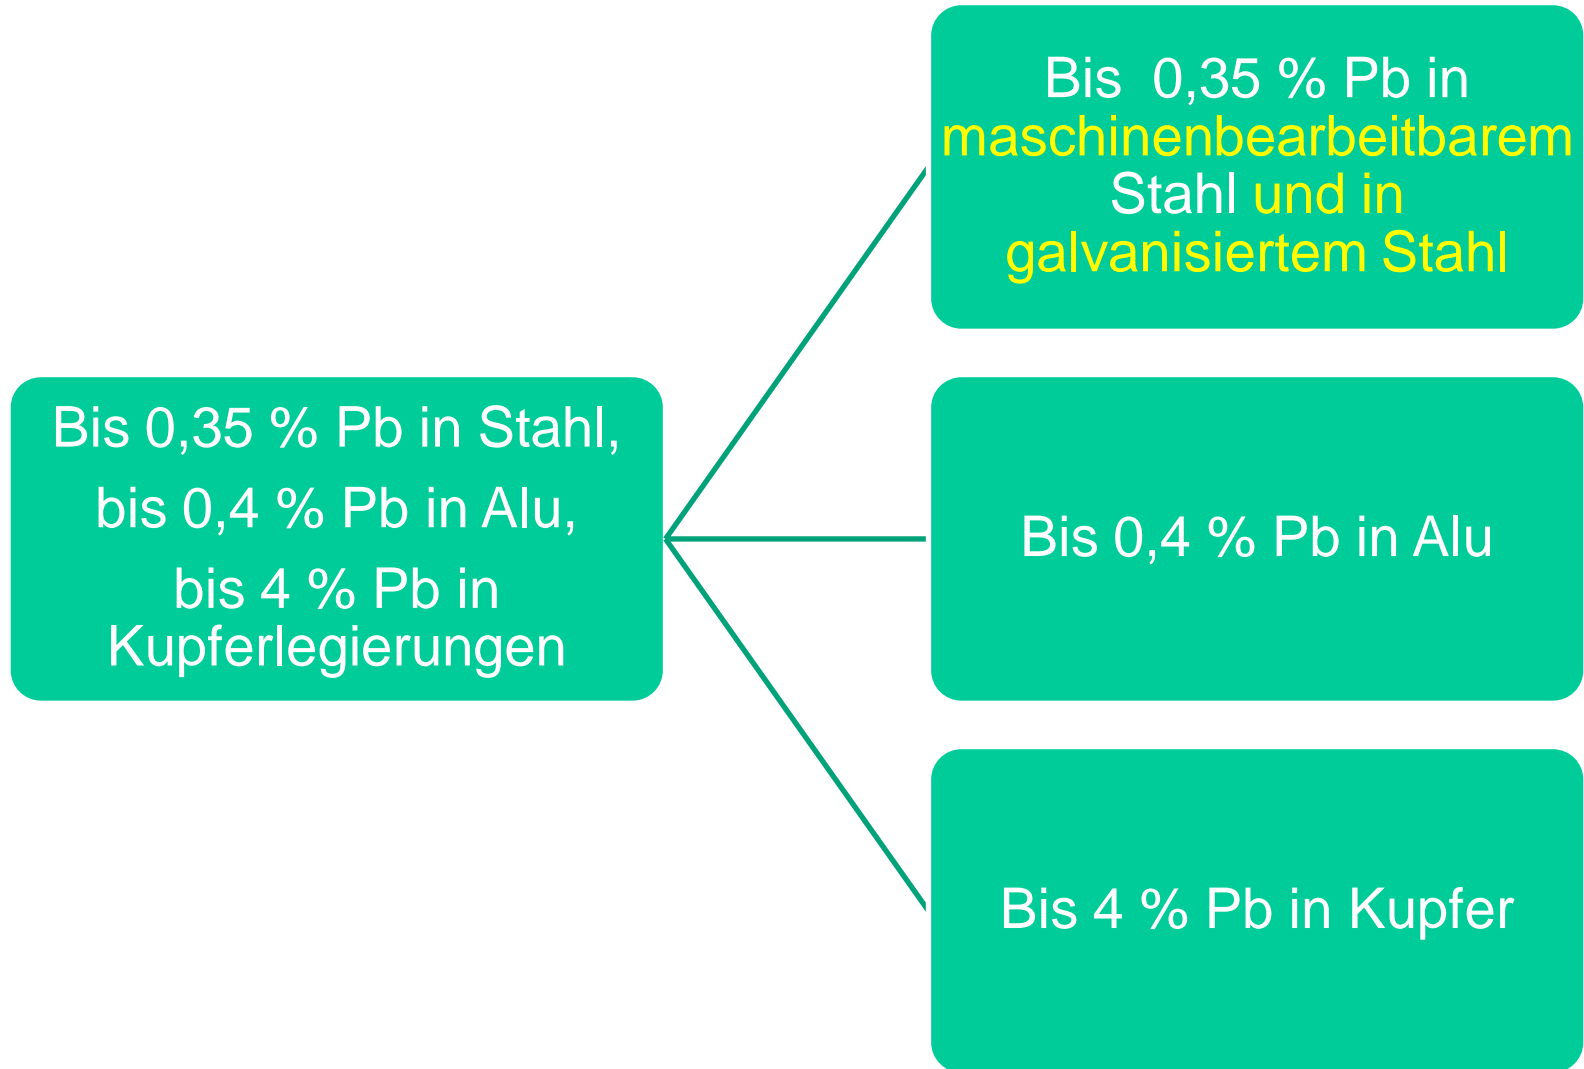 Bis 0,35 % Pb in Stahl,
bis 0,4 % Pb in Alu,
bis 4 % Pb in
Kupferlegierungen
Bis 0,35 % Pb in
maschinenbearbeitbarem
Stahl und in
galvanisiertem Stahl
Bis 0,4 % Pb in Alu
Bis 4 % Pb in Kupfer